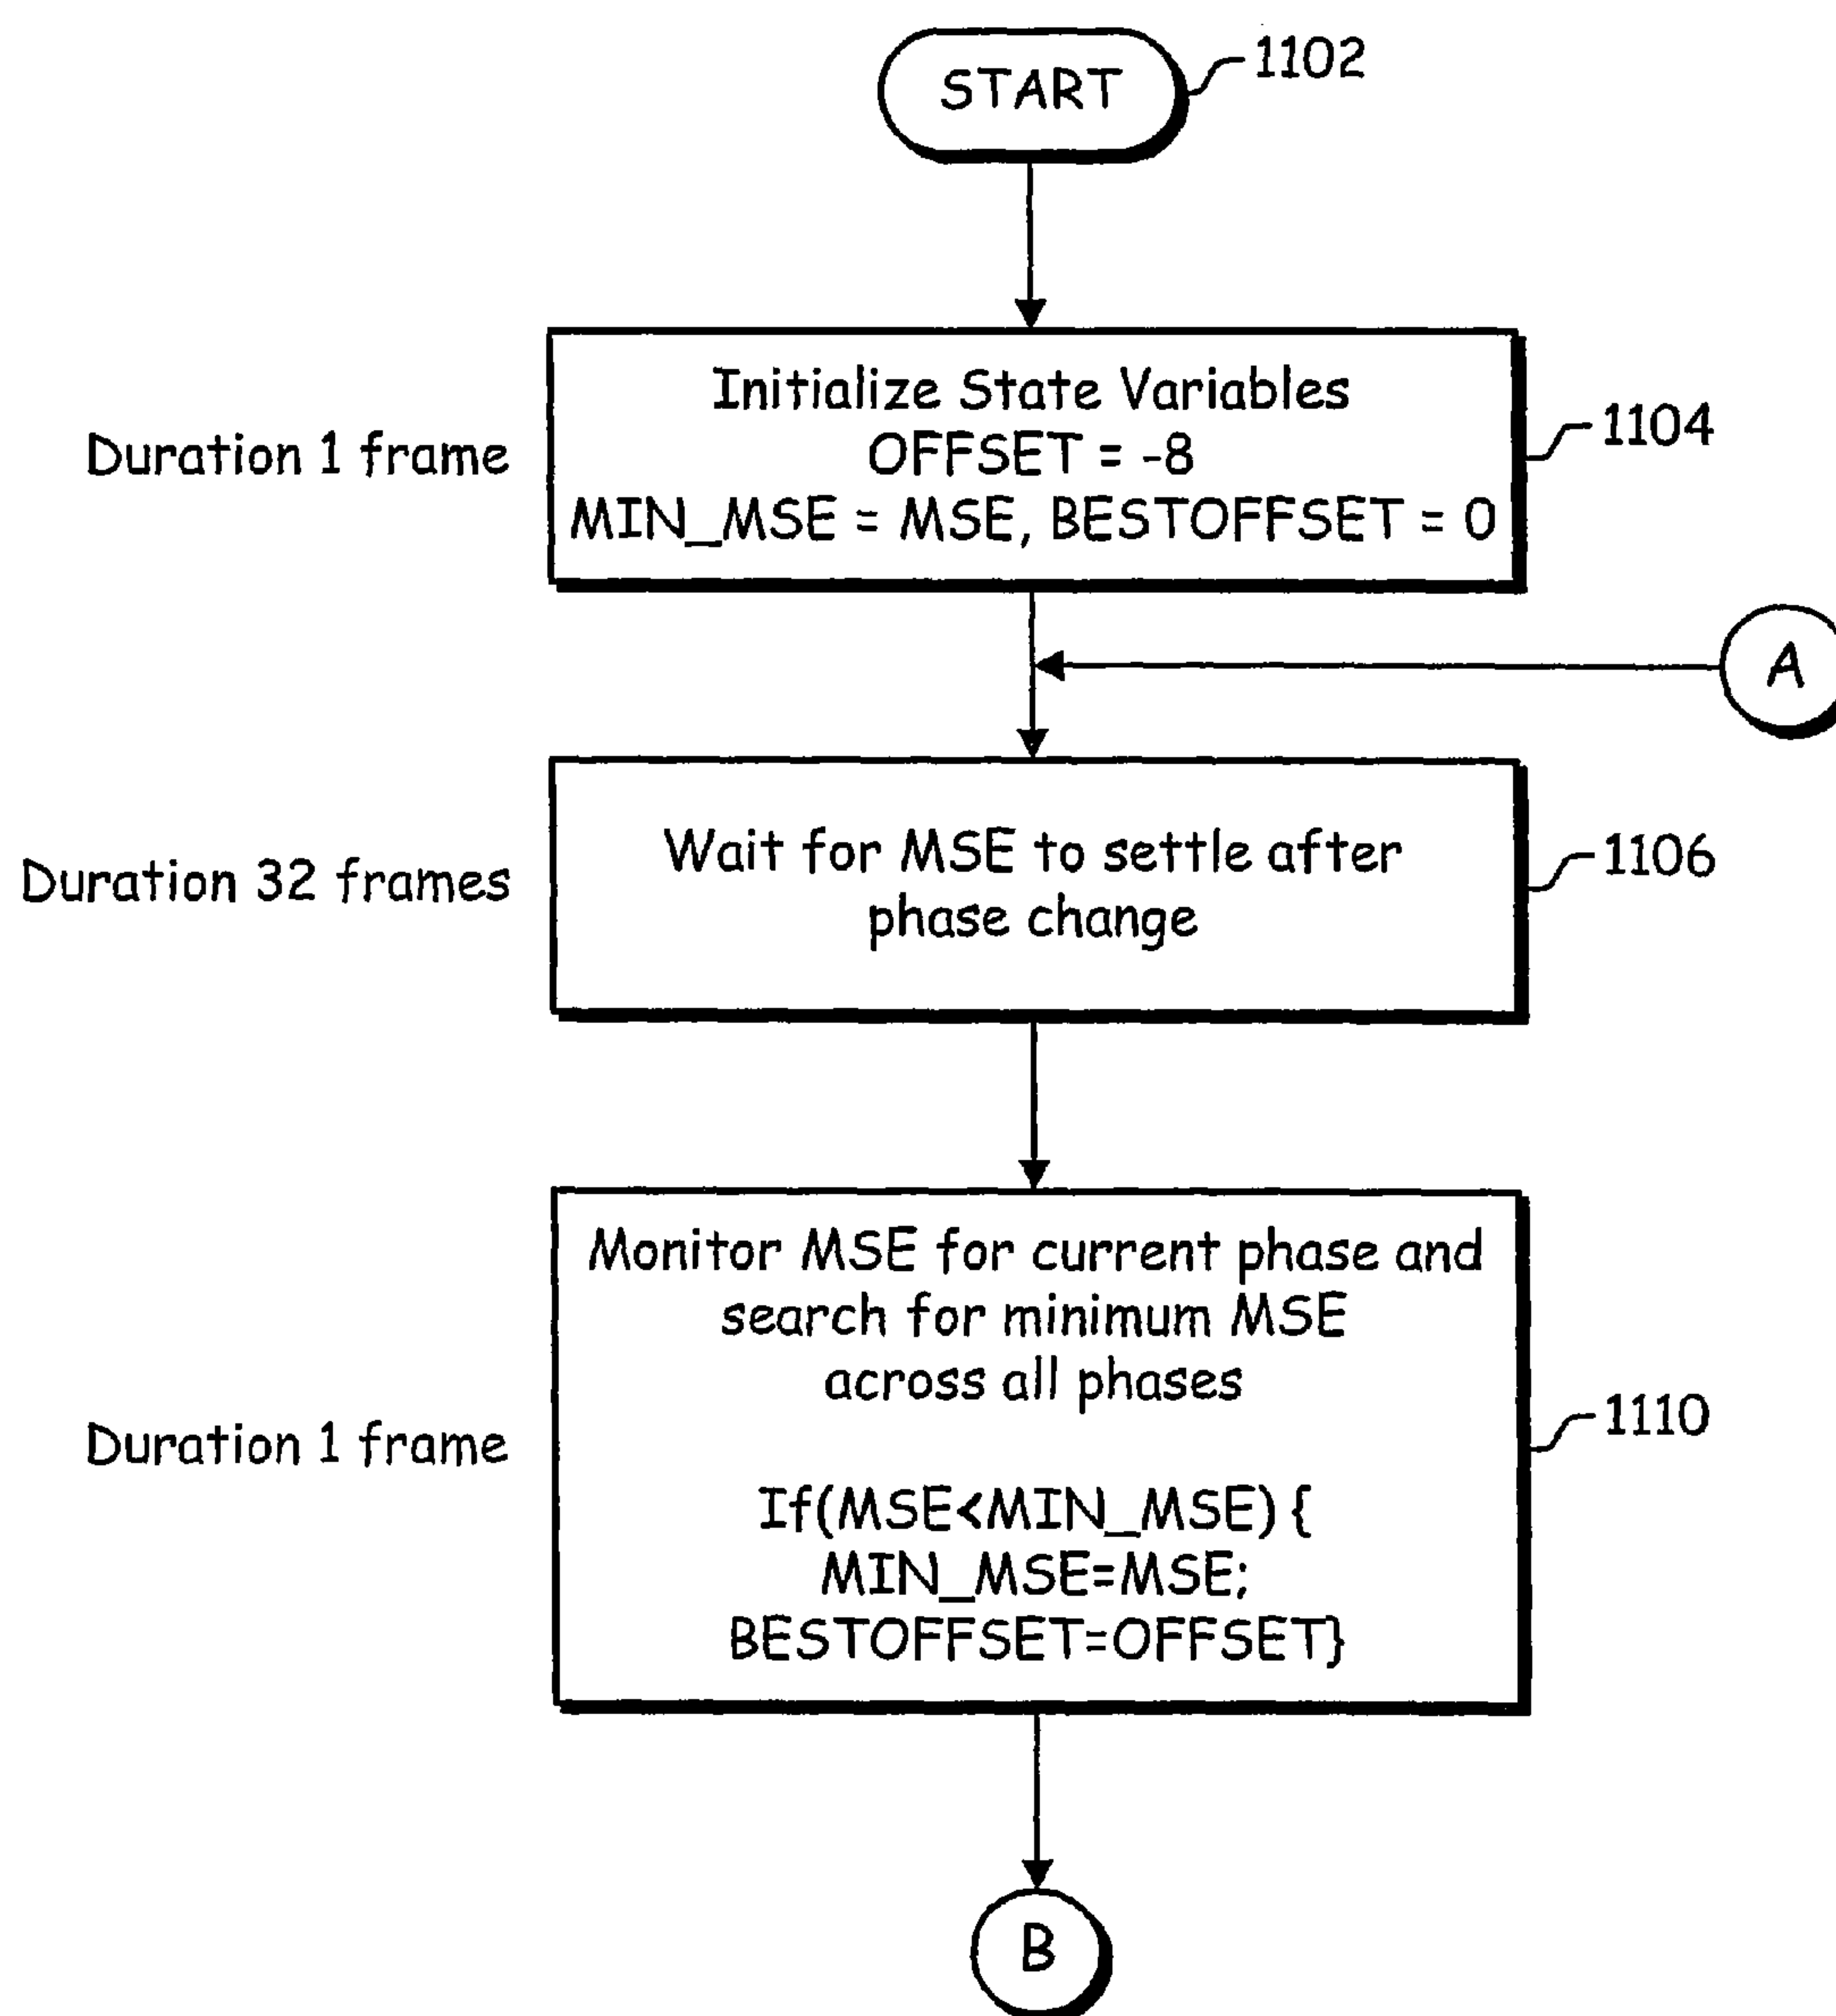 START
1102
Duration 1 frame
Initialize State Variables
OFFSET = -8
MIN_MSE = MSE, BESTOFFSET = 0
1104
A
Duration 32 frames
Wait for MSE to settle after
phase change
1106
Duration 1 frame
Monitor MSE for current phase and
search for minimum MSE
across all phases
If(MSE<MIN_MSE) {
MIN_MSE=MSE;
BESTOFFSET=OFFSET}
1110
B